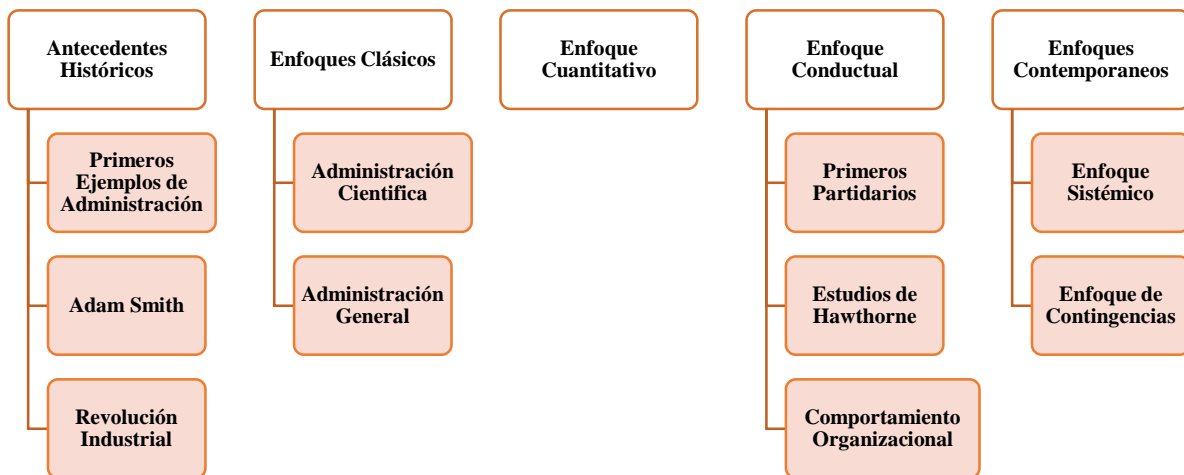 Antecedentes
Históricos
Primeros
Ejemplos de
Administración
Adam Smith
Revolución
Industrial
Enfoques Clásicos
Administración
Cientifica
Administración
General
Enfoque
Cuantitativo
Enfoque
Conductual
Primeros
Partidarios
Estudios de
Hawthorne
Comportamiento
Organizacional
Enfoques
Contemporaneos
Enfoque
Sistémico
Enfoque de
Contingencias